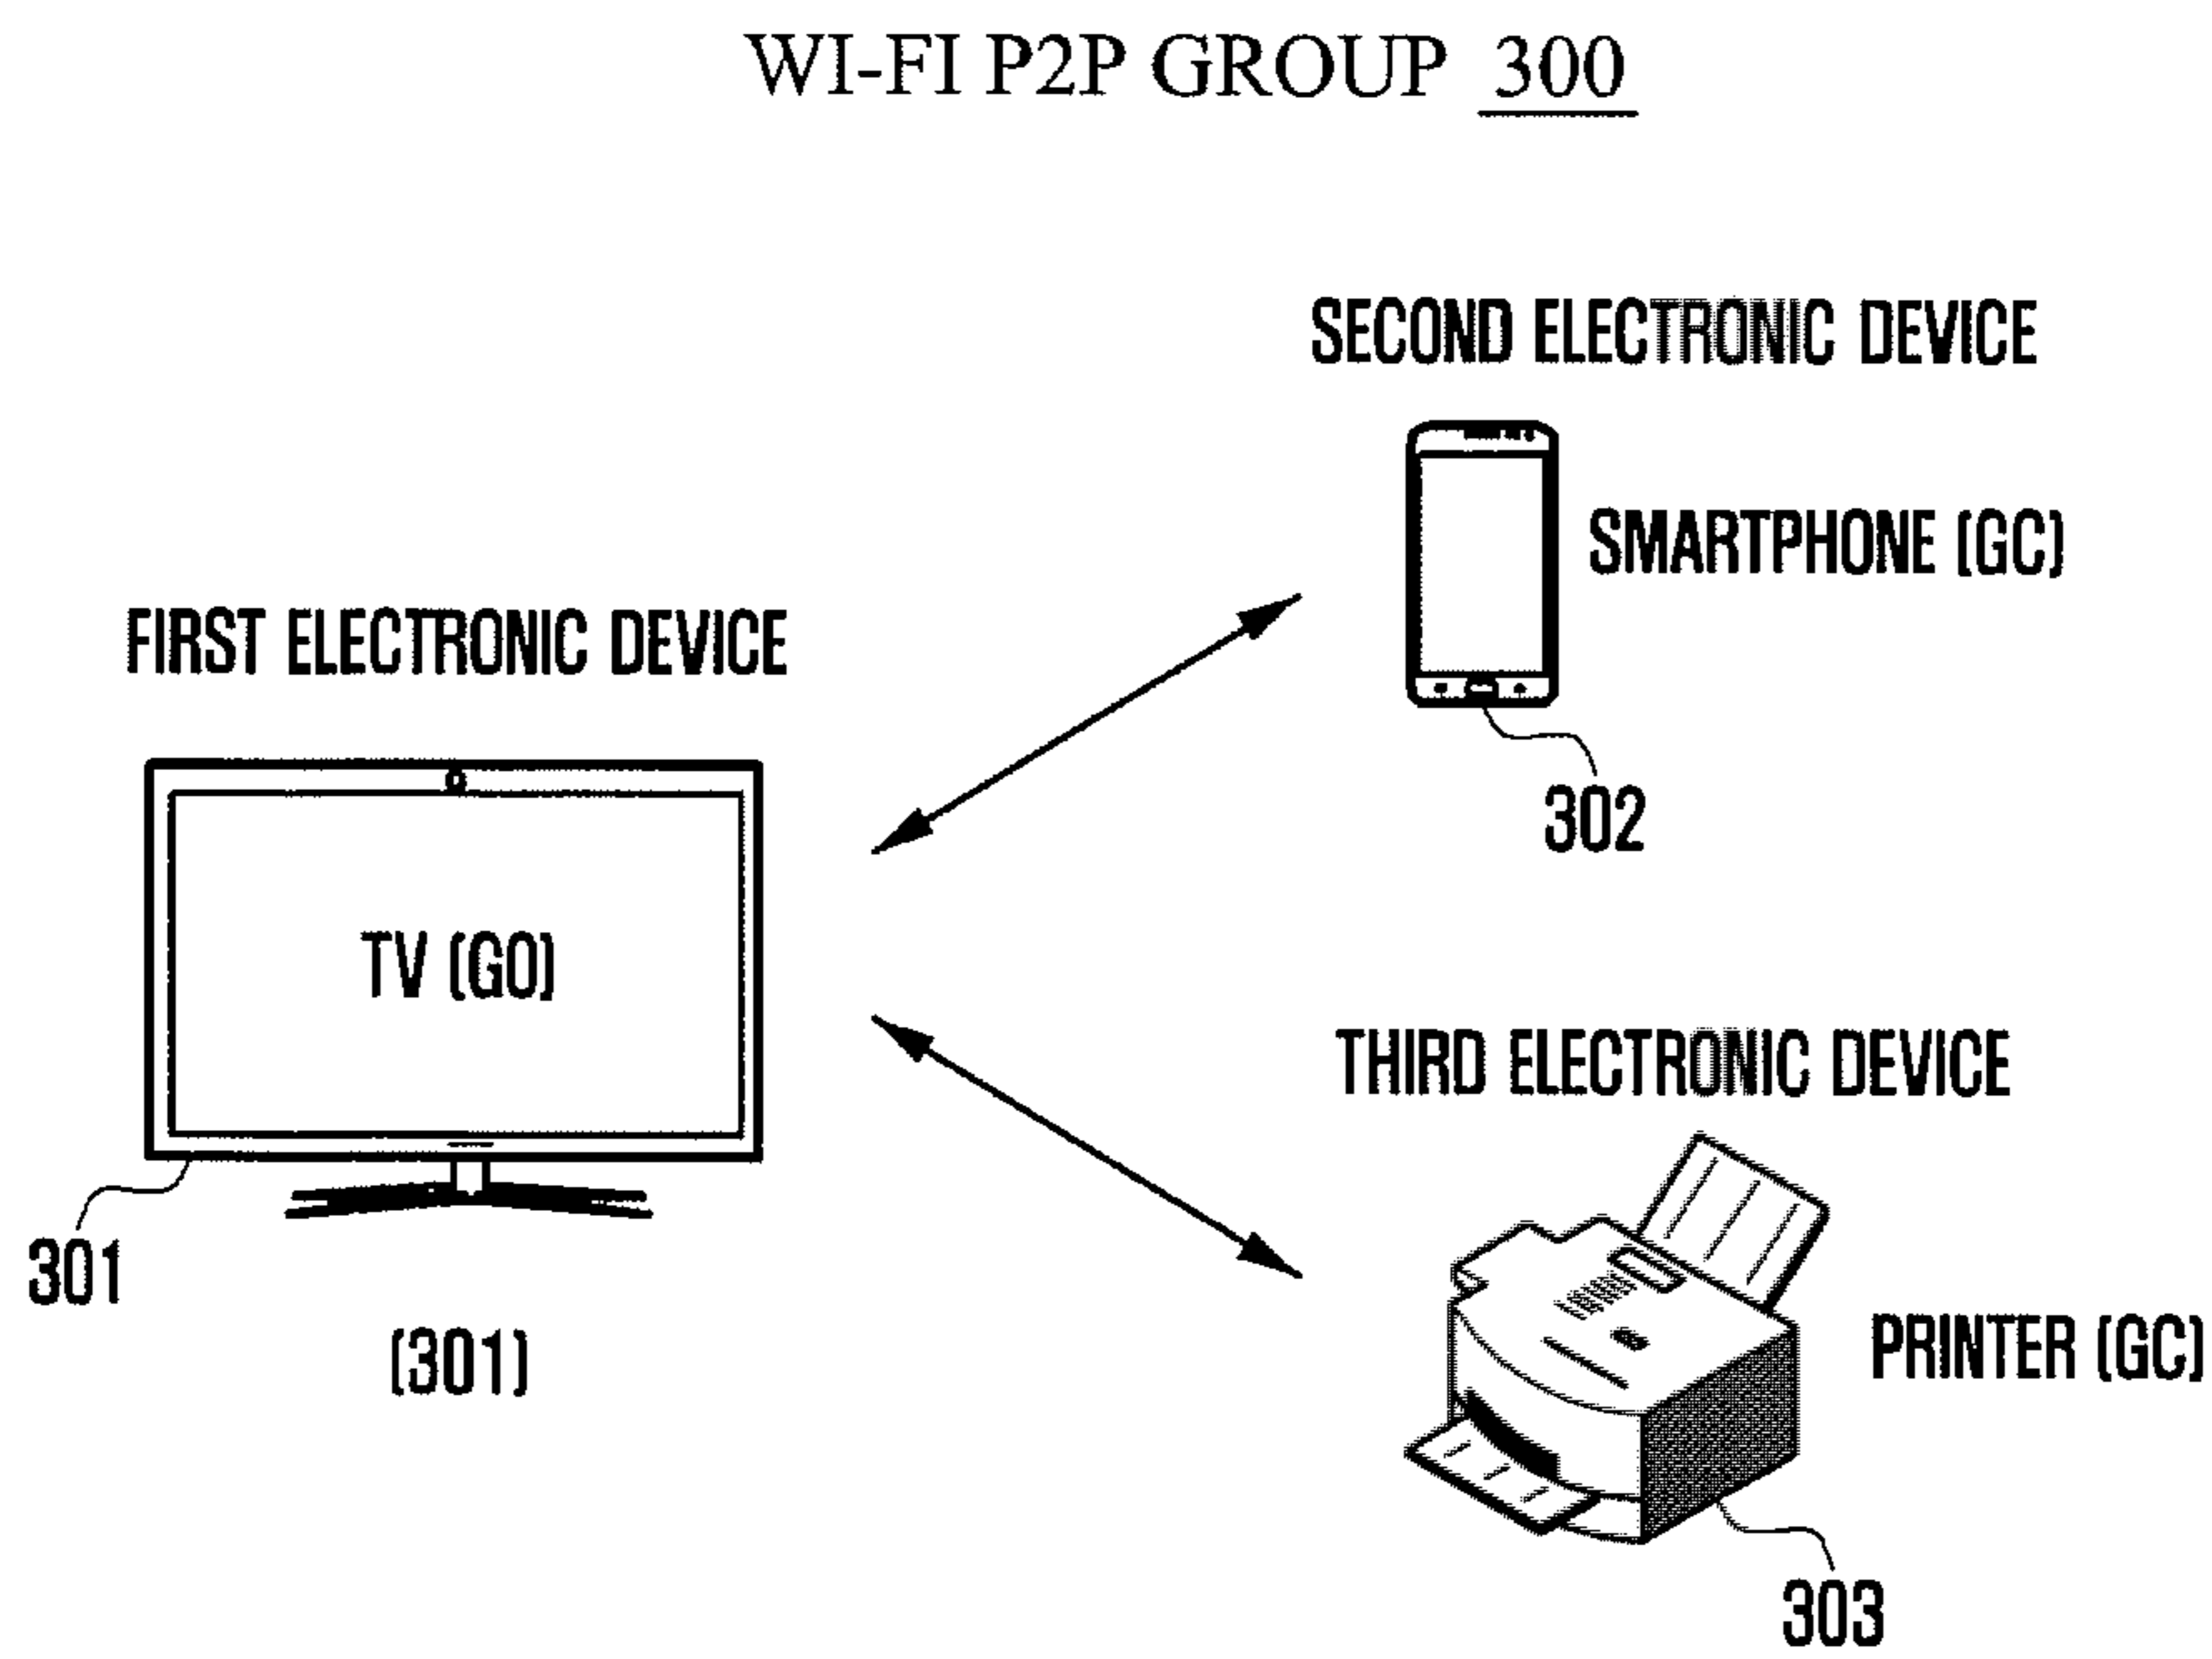 WI-FI P2P GROUP 300
SECOND ELECTRONIC DEVICE
SMARTPHONE (GC)
302
FIRST ELECTRONIC DEVICE
TV (GO)
301
(301)
THIRD ELECTRONIC DEVICE
PRINTER (GC)
303